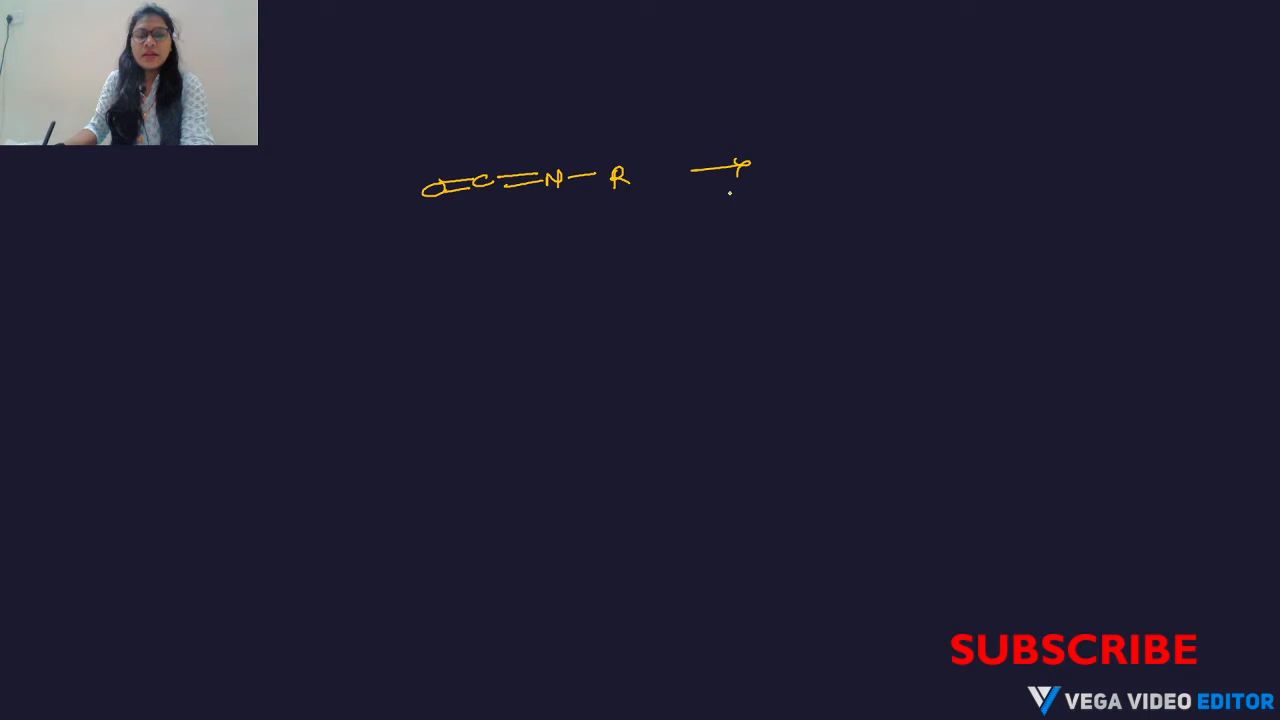 O=C=N-R →
SUBSCRIBE
VEGA VIDEO EDITOR